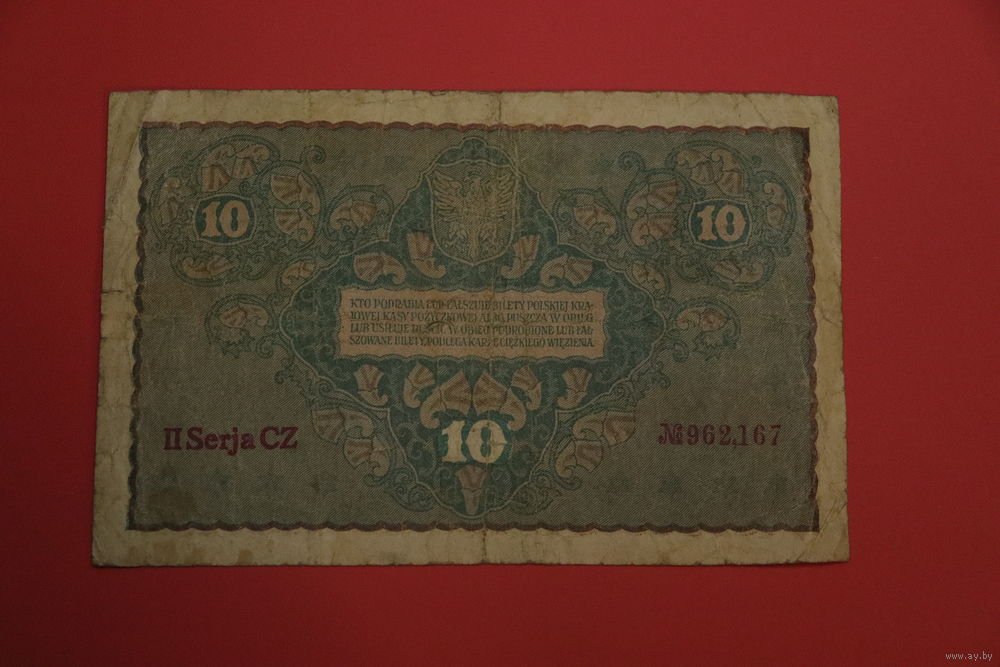 10
10
KTO PODRABIA LUB FAŁSZUJE BILETY POLSKIEJ KRA-
JOWEJ KASY POŻYCZKOWEJ ALBO PUSZCZA W OBIEG
LUB USIŁUJE PUŚCIĆ W OBIEG PODROBIONE LUB FAŁ-
SZOWANE BILETY, PODLEGA KARZE CIĘŻKIEGO WIĘZIENIA.
II Serja CZ
10
№962,167
www.ay.by